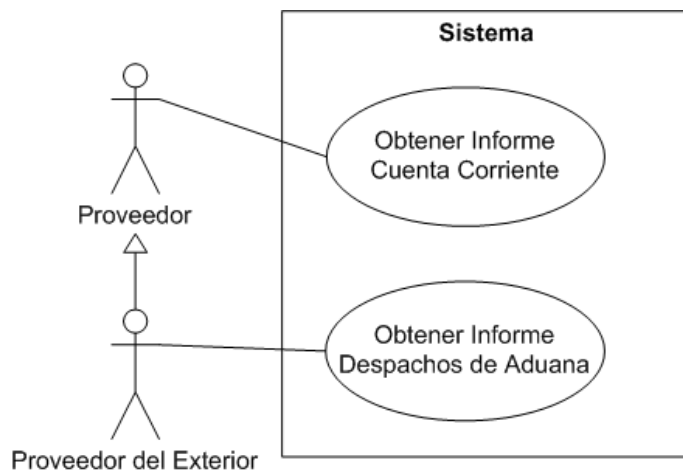 Sistema
Obtener Informe
Cuenta Corriente
Proveedor
Obtener Informe
Despachos de Aduana
Proveedor del Exterior